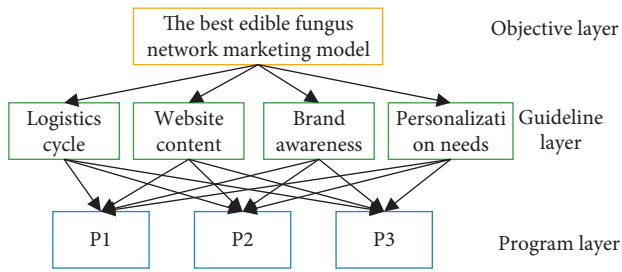 The best edible fungus
network marketing model
Objective layer
Logistics
cycle
Website
content
Brand
awareness
Personalizati
on needs
Guideline
layer
P1
P2
P3
Program layer